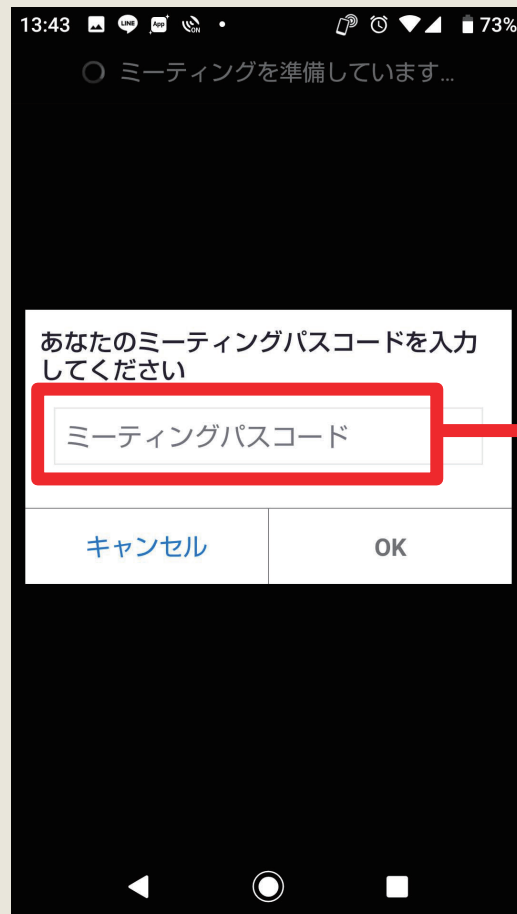 13:43 LINE App ON 73%
ミーティングを準備しています...
あなたのミーティングパスコードを入力
してください
ミーティングパスコード
キャンセル OK